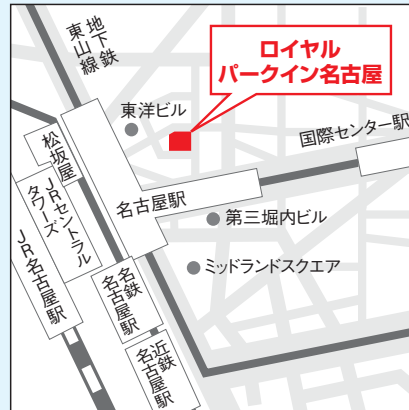 地下鉄
東山線
ロイヤル
パークイン名古屋
東洋ビル
国際センター駅
松坂屋
JRセントラル
タワーズ
JR名古屋駅
名古屋駅
第三堀内ビル
ミッドランドスクエア
名鉄
名古屋駅
近鉄
名古屋駅